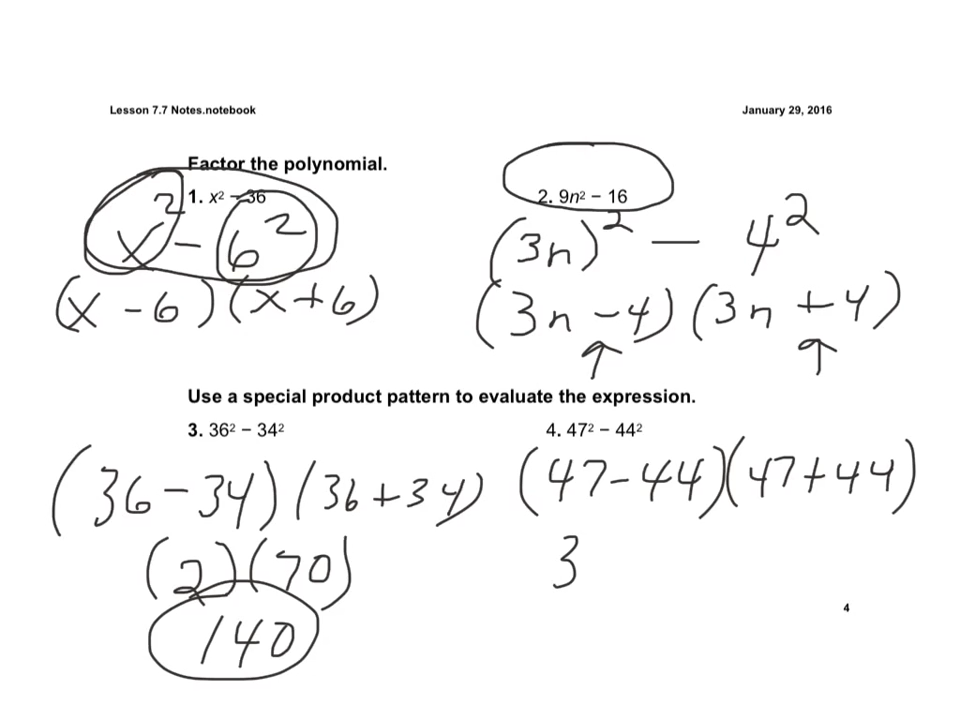 Lesson 7.7 Notes.notebook
January 29, 2016
Factor the polynomial.
1. x² − 36
2. 9n² − 16
x² − 6²
(3n)² − 4²
(x − 6)(x + 6)
(3n − 4)(3n + 4)
Use a special product pattern to evaluate the expression.
3. 36² − 34²
4. 47² − 44²
(36 − 34)(36 + 34)
(47 − 44)(47 + 44)
(2)(70)
3
140
4